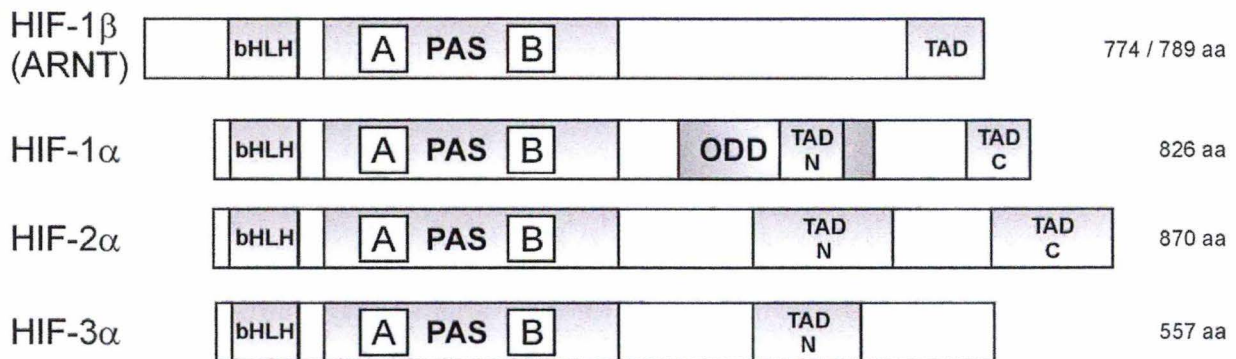 HIF-1β
(ARNT)
bHLH A PAS B TAD 774 / 789 aa
HIF-1α bHLH A PAS B ODD TAD 826 aa
N
TAD
C
HIF-2α bHLH A PAS B TAD 870 aa
N
TAD
C
HIF-3α bHLH A PAS B TAD 557 aa
N